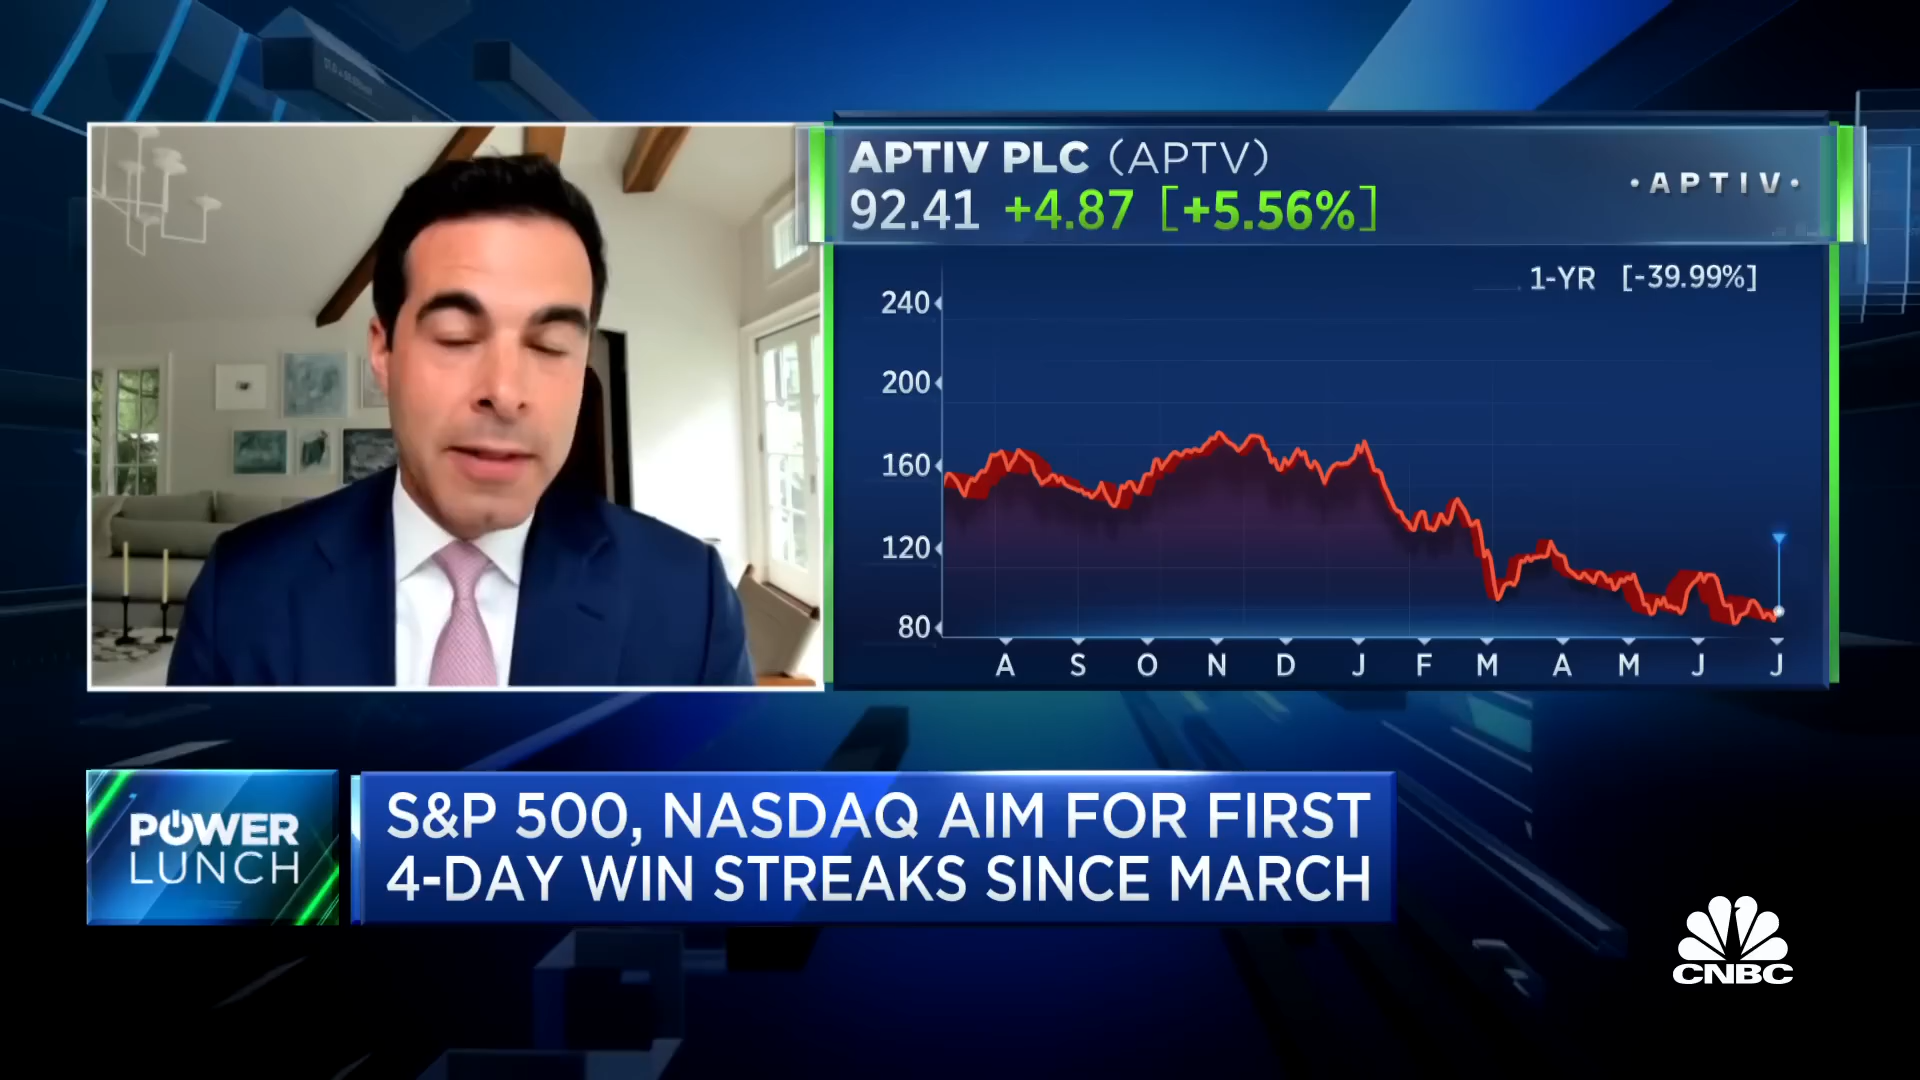 APTIV PLC (APTV)
92.41 +4.87 [+5.56%]
•APTIV•
1-YR [-39.99%]
240
200
160
120
80
A S O N D J F M A M J J
POWER
LUNCH
S&P 500, NASDAQ AIM FOR FIRST
4-DAY WIN STREAKS SINCE MARCH
CNBC